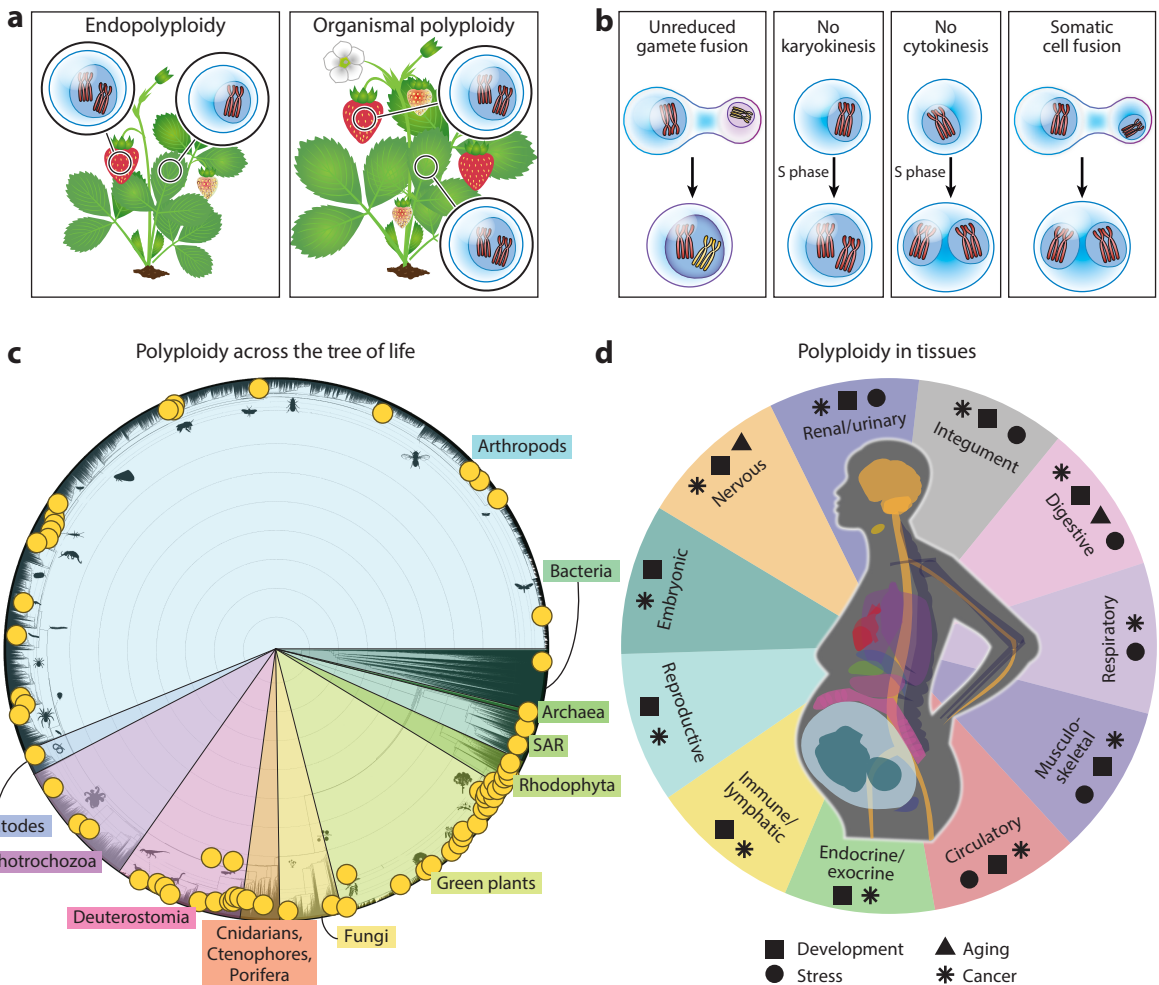 a
Endopolyploidy
Organismal polyploidy
b
Unreduced
gamete fusion
No
karyokinesis
No
cytokinesis
Somatic
cell fusion
S phase
S phase
c
Polyploidy across the tree of life
Arthropods
Bacteria
Archaea
SAR
Rhodophyta
Green plants
Fungi
Cnidarians,
Ctenophores,
Porifera
Deuterostomia
hotrochozoa
todes
d
Polyploidy in tissues
Renal/urinary
Integument
Digestive
Respiratory
Musculo-
skeletal
Circulatory
Endocrine/
exocrine
Immune/
lymphatic
Reproductive
Embryonic
Nervous
Development
Aging
Stress
Cancer